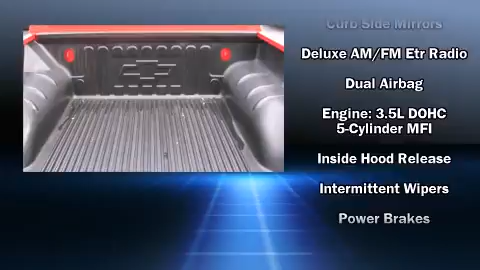 Curb Side Mirrors
Deluxe AM/FM Etr Radio
Dual Airbag
Engine: 3.5L DOHC
5-Cylinder MFI
Inside Hood Release
Intermittent Wipers
Power Brakes